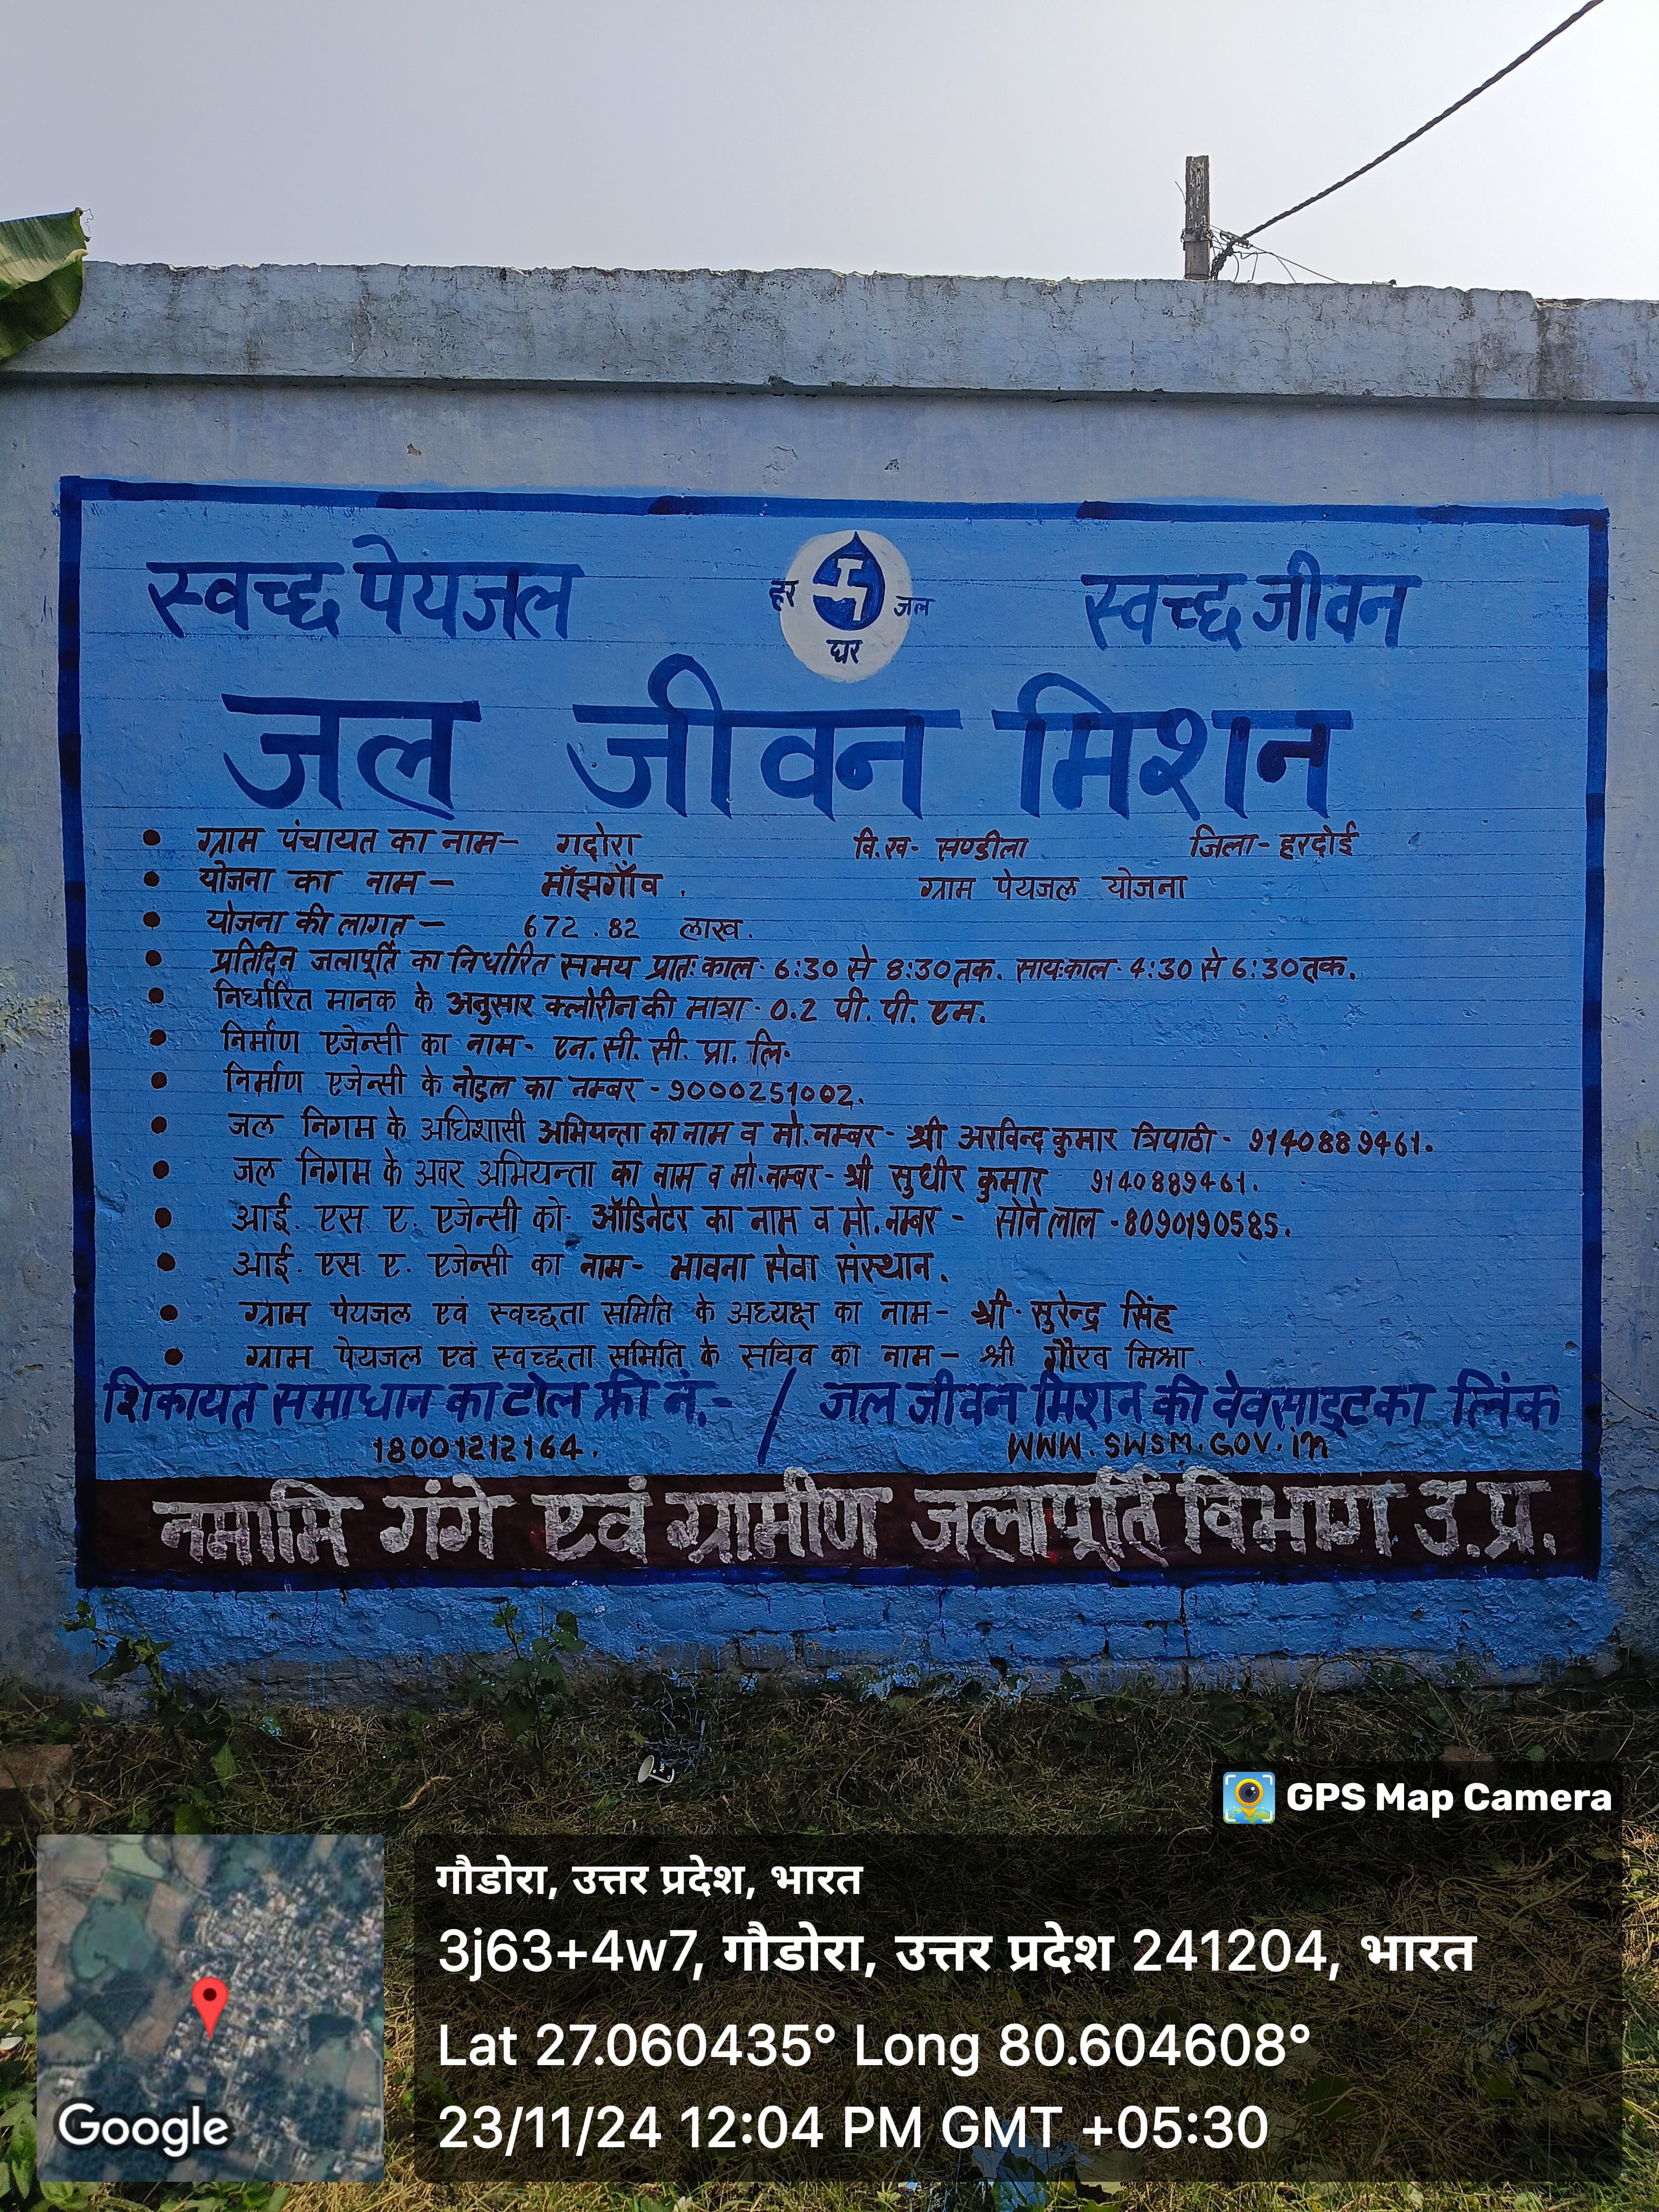 स्वच्छ पेयजल हर घर जल स्वच्छ जीवन
जल जीवन मिशन
• ग्राम पंचायत का नाम- गदोरा वि.ख- सण्डीला जिला- हरदोई
• योजना का नाम- माँझगाँव . ग्राम पेयजल योजना
• योजना की लागत- 672.82 लाख.
• प्रतिदिन जलापूर्ति का निर्धारित समय प्रातः काल- 6:30 से 8:30 तक. सायःकाल- 4:30 से 6:30 तक.
• निर्धारित मानक के अनुसार क्लोरीन की मात्रा- 0.2 पी. पी. एम.
• निर्माण एजेन्सी का नाम- एन. सी. सी. प्रा. लि.
• निर्माण एजेन्सी के नोडल का नम्बर - 9000251002.
• जल निगम के अधिशासी अभियन्ता का नाम व मो. नम्बर- श्री अरविन्द कुमार त्रिपाठी - 9140889461.
• जल निगम के अवर अभियन्ता का नाम व मो. नम्बर- श्री सुधीर कुमार 9140889461.
• आई. एस. ए. एजेन्सी को- ऑडिनेटर का नाम व मो. नम्बर - सोने लाल - 8090190585.
• आई. एस. ए. एजेन्सी का नाम- भावना सेवा संस्थान.
• ग्राम पेयजल एवं स्वच्छता समिति के अध्यक्ष का नाम- श्री सुरेन्द्र सिंह
• ग्राम पेयजल एवं स्वच्छता समिति के सचिव का नाम- श्री गौरव मिश्रा
शिकायत समाधान का टोल फ्री नं.- / जल जीवन मिशन की वेवसाइट का लिंक
18001212164. WWW.SWSM.GOV.in
नमामि गंगे एवं ग्रामीण जलापूर्ति विभाग उ.प्र.
GPS Map Camera
गौडोरा, उत्तर प्रदेश, भारत
3j63+4w7, गौडोरा, उत्तर प्रदेश 241204, भारत
Lat 27.060435° Long 80.604608°
23/11/24 12:04 PM GMT +05:30
Google